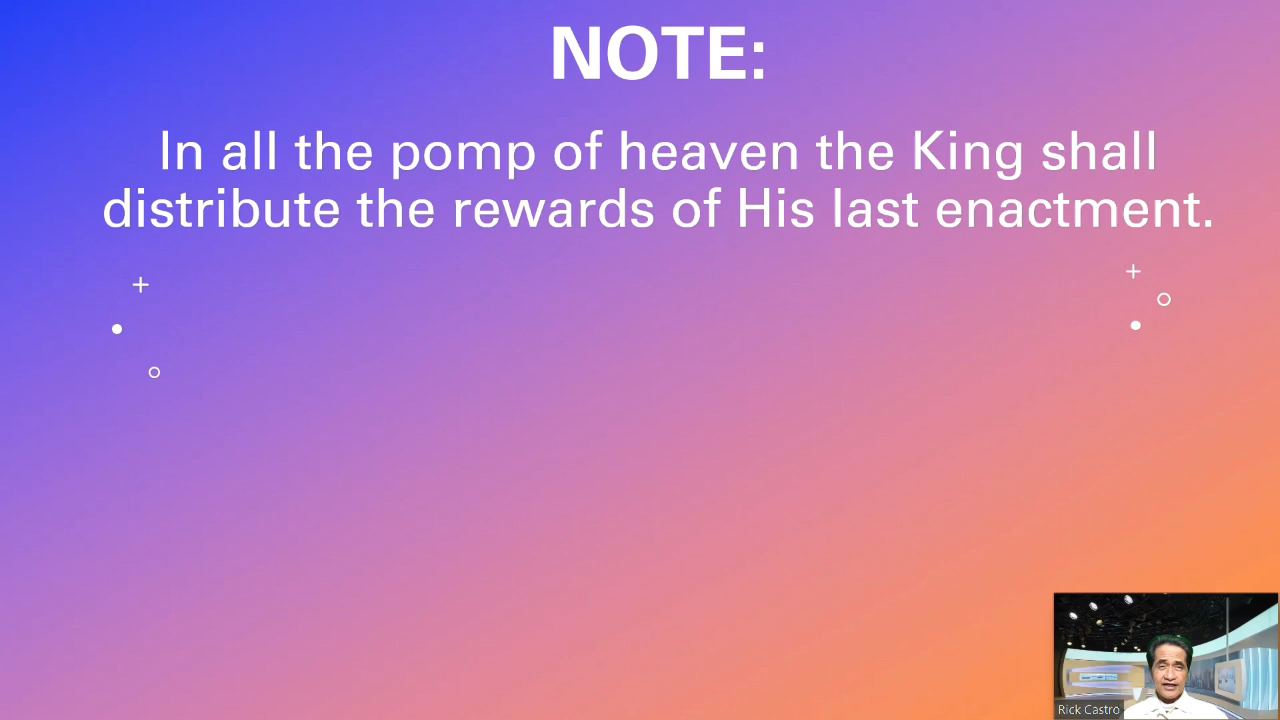 NOTE:
In all the pomp of heaven the King shall
distribute the rewards of His last enactment.
Rick Castro